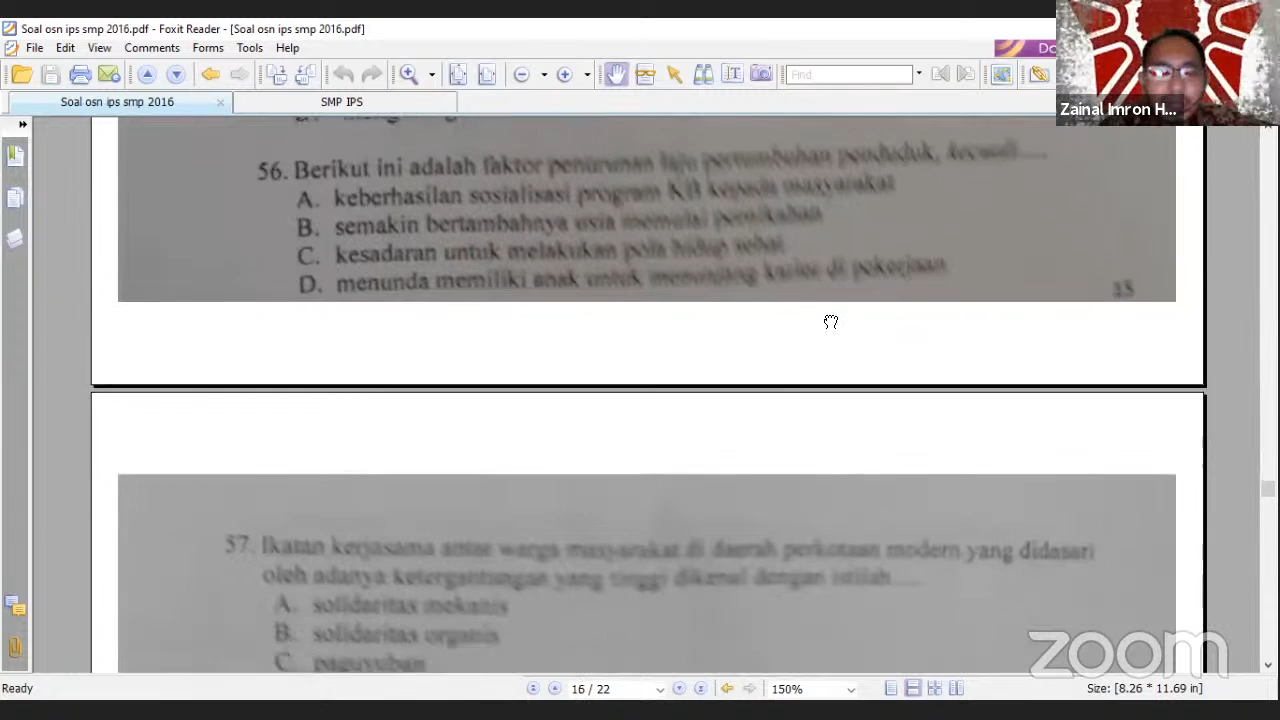 Soal osn ips smp 2016.pdf - Foxit Reader - [Soal osn ips smp 2016.pdf]
File Edit View Comments Forms Tools Help
Find
Zainal Imron H...
Soal osn ips smp 2016
SMP IPS
56. Berikut ini adalah faktor penurunan laju pertumbuhan penduduk, kecuali....
A. keberhasilan sosialisasi program KB kepada masyarakat
B. semakin bertambahnya usia memulai pernikahan
C. kesadaran untuk melakukan pola hidup sehat
D. menunda memiliki anak untuk menunjang karier di pekerjaan
15
57. Ikatan kerjasama antar warga masyarakat di daerah perkotaan modern yang didasari
oleh adanya ketergantungan yang tinggi dikenal dengan istilah....
A. solidaritas mekanis
B. solidaritas organis
C. paguyuban
zoom
Ready
16 / 22
150%
Size: [8.26 * 11.69 in]